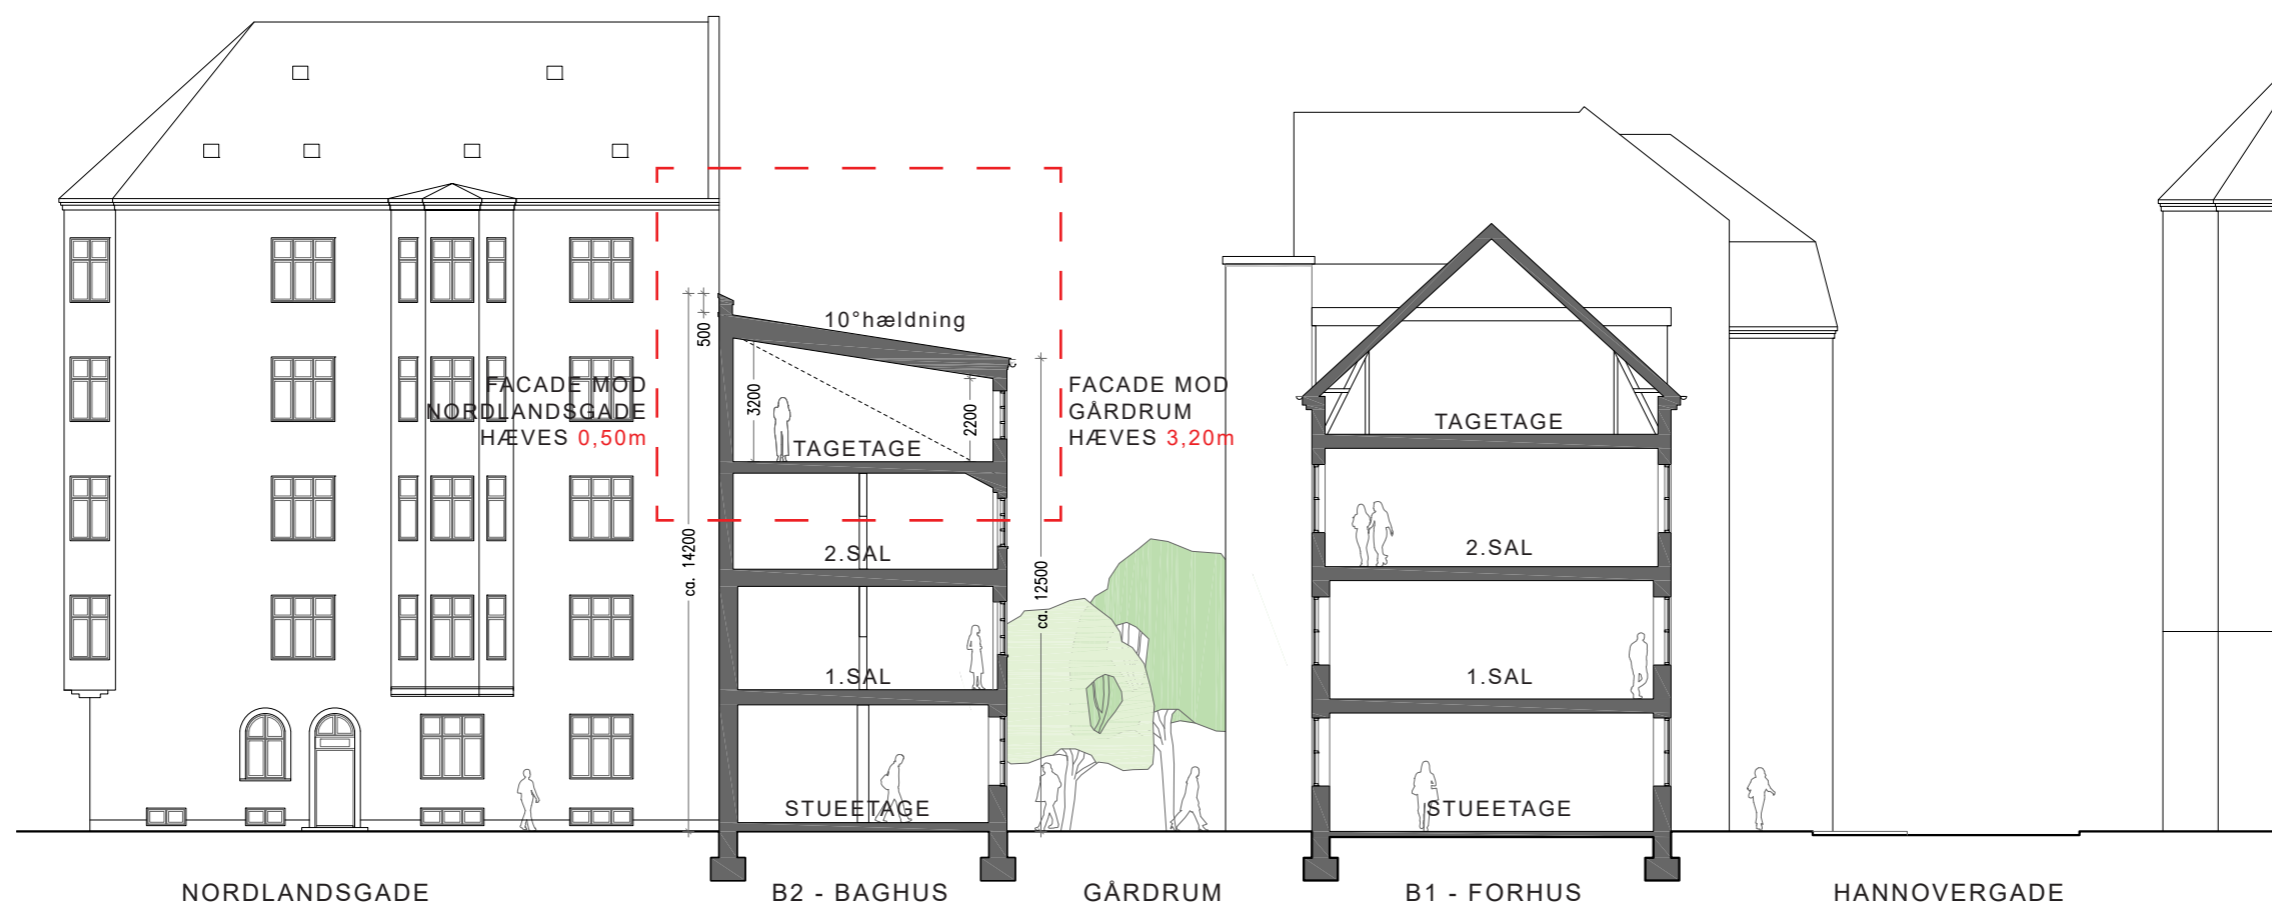 10°hældning
500
FACADE MOD
NORDLANDSGADE
HÆVES 0,50m
3200
2200
FACADE MOD
GÅRDRUM
HÆVES 3,20m
TAGETAGE
TAGETAGE
ca. 14200
ca. 12500
2.SAL
2.SAL
1.SAL
1.SAL
STUEETAGE
STUEETAGE
NORDLANDSGADE
B2 - BAGHUS
GÅRDRUM
B1 - FORHUS
HANNOVERGADE